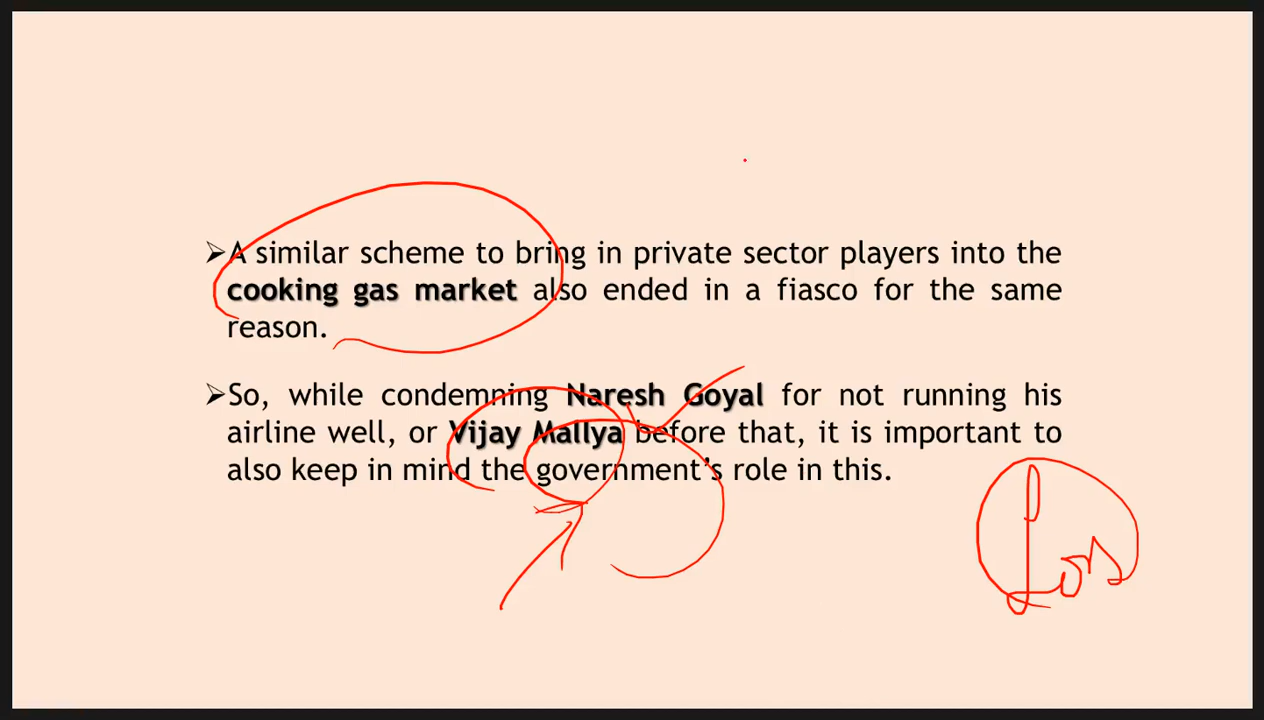 ➢A similar scheme to bring in private sector players into the
cooking gas market also ended in a fiasco for the same
reason.
➢So, while condemning Naresh Goyal for not running his
airline well, or Vijay Mallya before that, it is important to
also keep in mind the government's role in this.